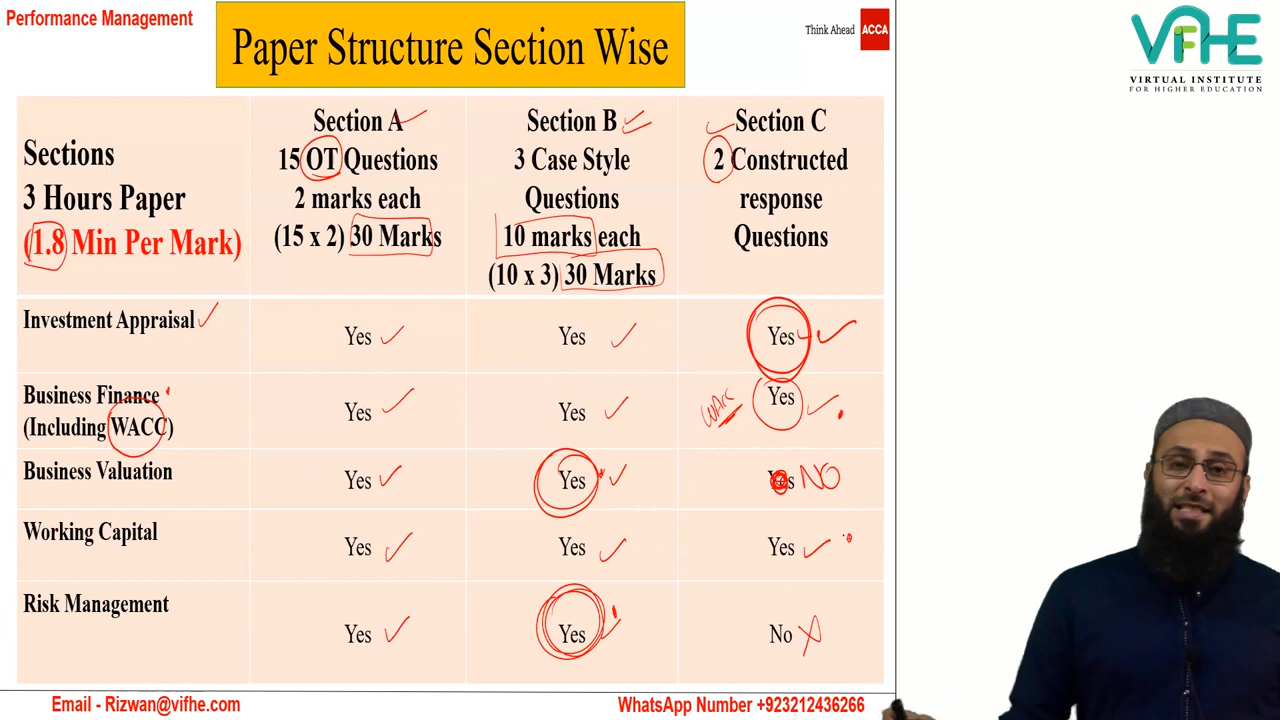 Performance Management
Paper Structure Section Wise
Think Ahead ACCA
VIFHE
VIRTUAL INSTITUTE
FOR HIGHER EDUCATION
Sections
3 Hours Paper
(1.8 Min Per Mark)
Section A
15 OT Questions
2 marks each
(15 x 2) 30 Marks
Section B
3 Case Style
Questions
10 marks each
(10 x 3) 30 Marks
Section C
2 Constructed
response
Questions
Investment Appraisal
Yes
Yes
Yes
Business Finance
(Including WACC)
Yes
Yes
WACC
Yes
Business Valuation
Yes
Yes
Yes NO
Working Capital
Yes
Yes
Yes
Risk Management
Yes
Yes
No
Email - Rizwan@vifhe.com
WhatsApp Number +923212436266